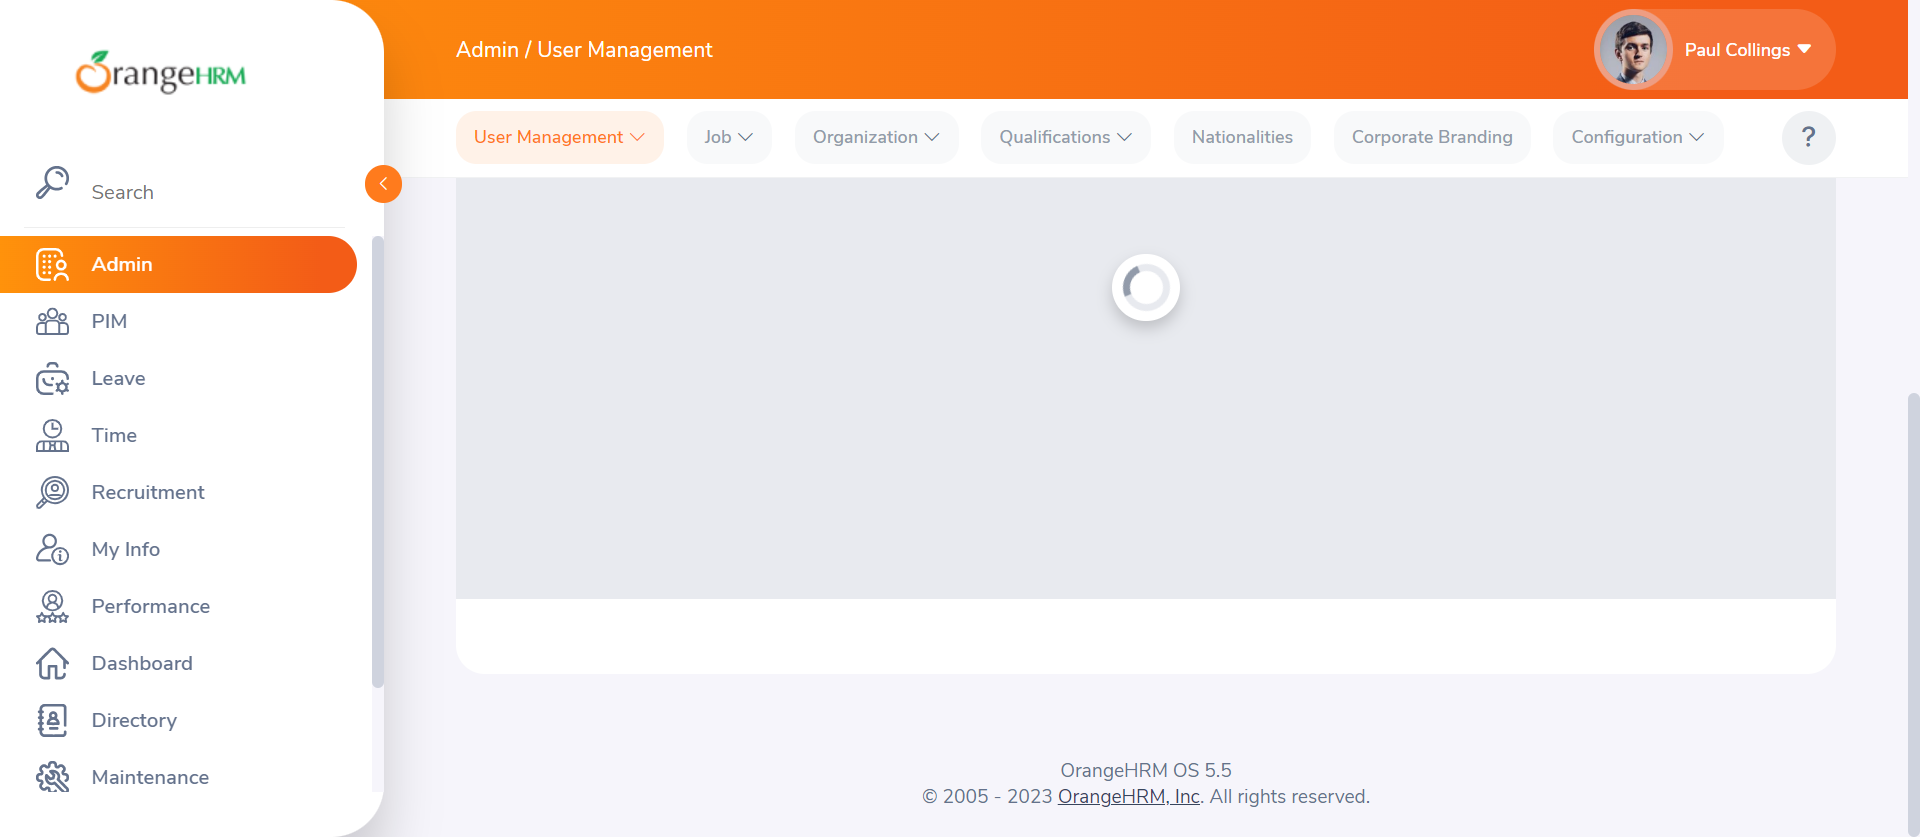 OrangeHRM
Admin / User Management
Paul Collings
User Management
Job
Organization
Qualifications
Nationalities
Corporate Branding
Configuration
?
Search
Admin
PIM
Leave
Time
Recruitment
My Info
Performance
Dashboard
Directory
Maintenance
OrangeHRM OS 5.5
© 2005 - 2023 OrangeHRM, Inc. All rights reserved.